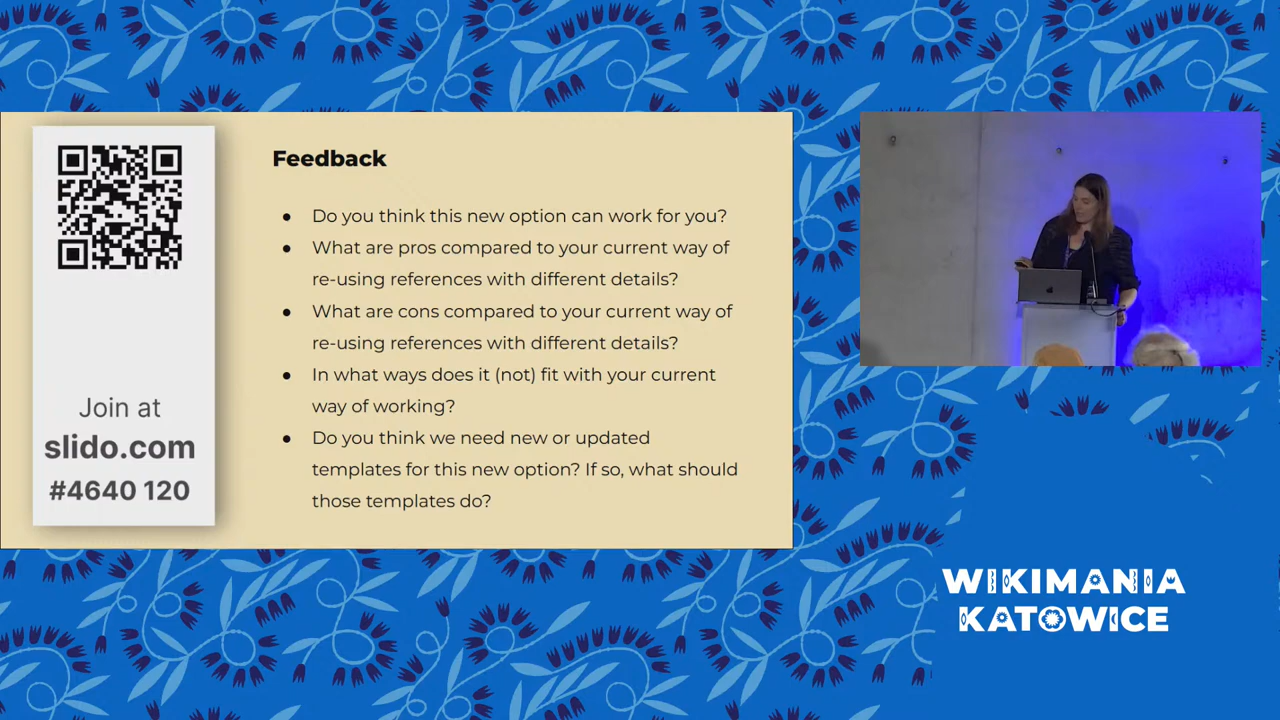 Join at
slido.com
#4640 120
Feedback
● Do you think this new option can work for you?
● What are pros compared to your current way of
re-using references with different details?
● What are cons compared to your current way of
re-using references with different details?
● In what ways does it (not) fit with your current
way of working?
● Do you think we need new or updated
templates for this new option? If so, what should
those templates do?
WIKIMANIA
KATOWICE